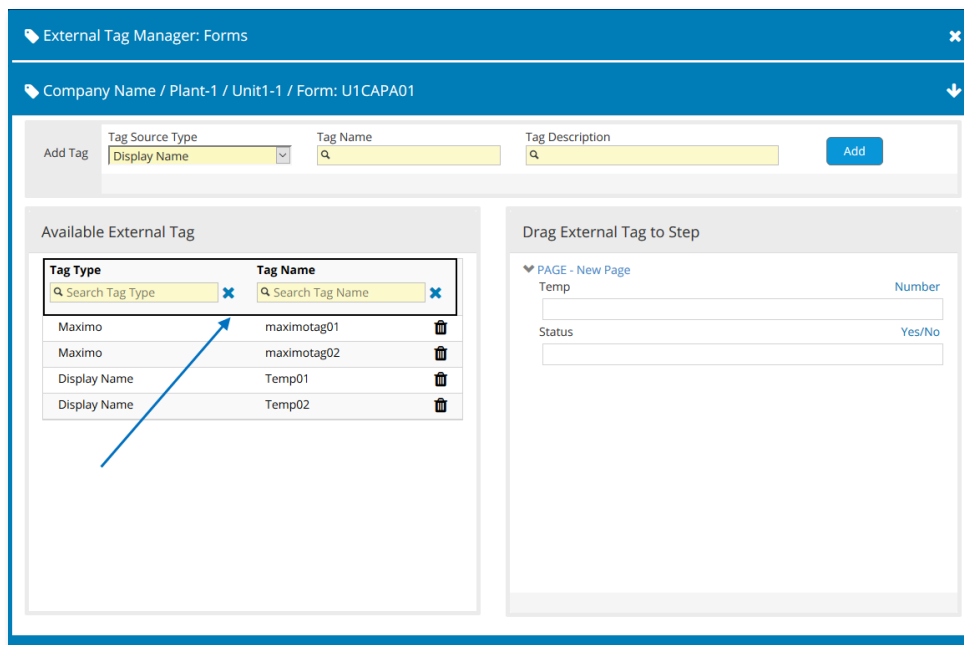 External Tag Manager: Forms
Company Name / Plant-1 / Unit1-1 / Form: U1CAPA01
Add Tag
Tag Source Type
Display Name
Tag Name
Tag Description
Add
Available External Tag
Tag Type Tag Name
Search Tag Type Search Tag Name
Maximo maximotag01
Maximo maximotag02
Display Name Temp01
Display Name Temp02
Drag External Tag to Step
PAGE - New Page
Temp Number
Status Yes/No